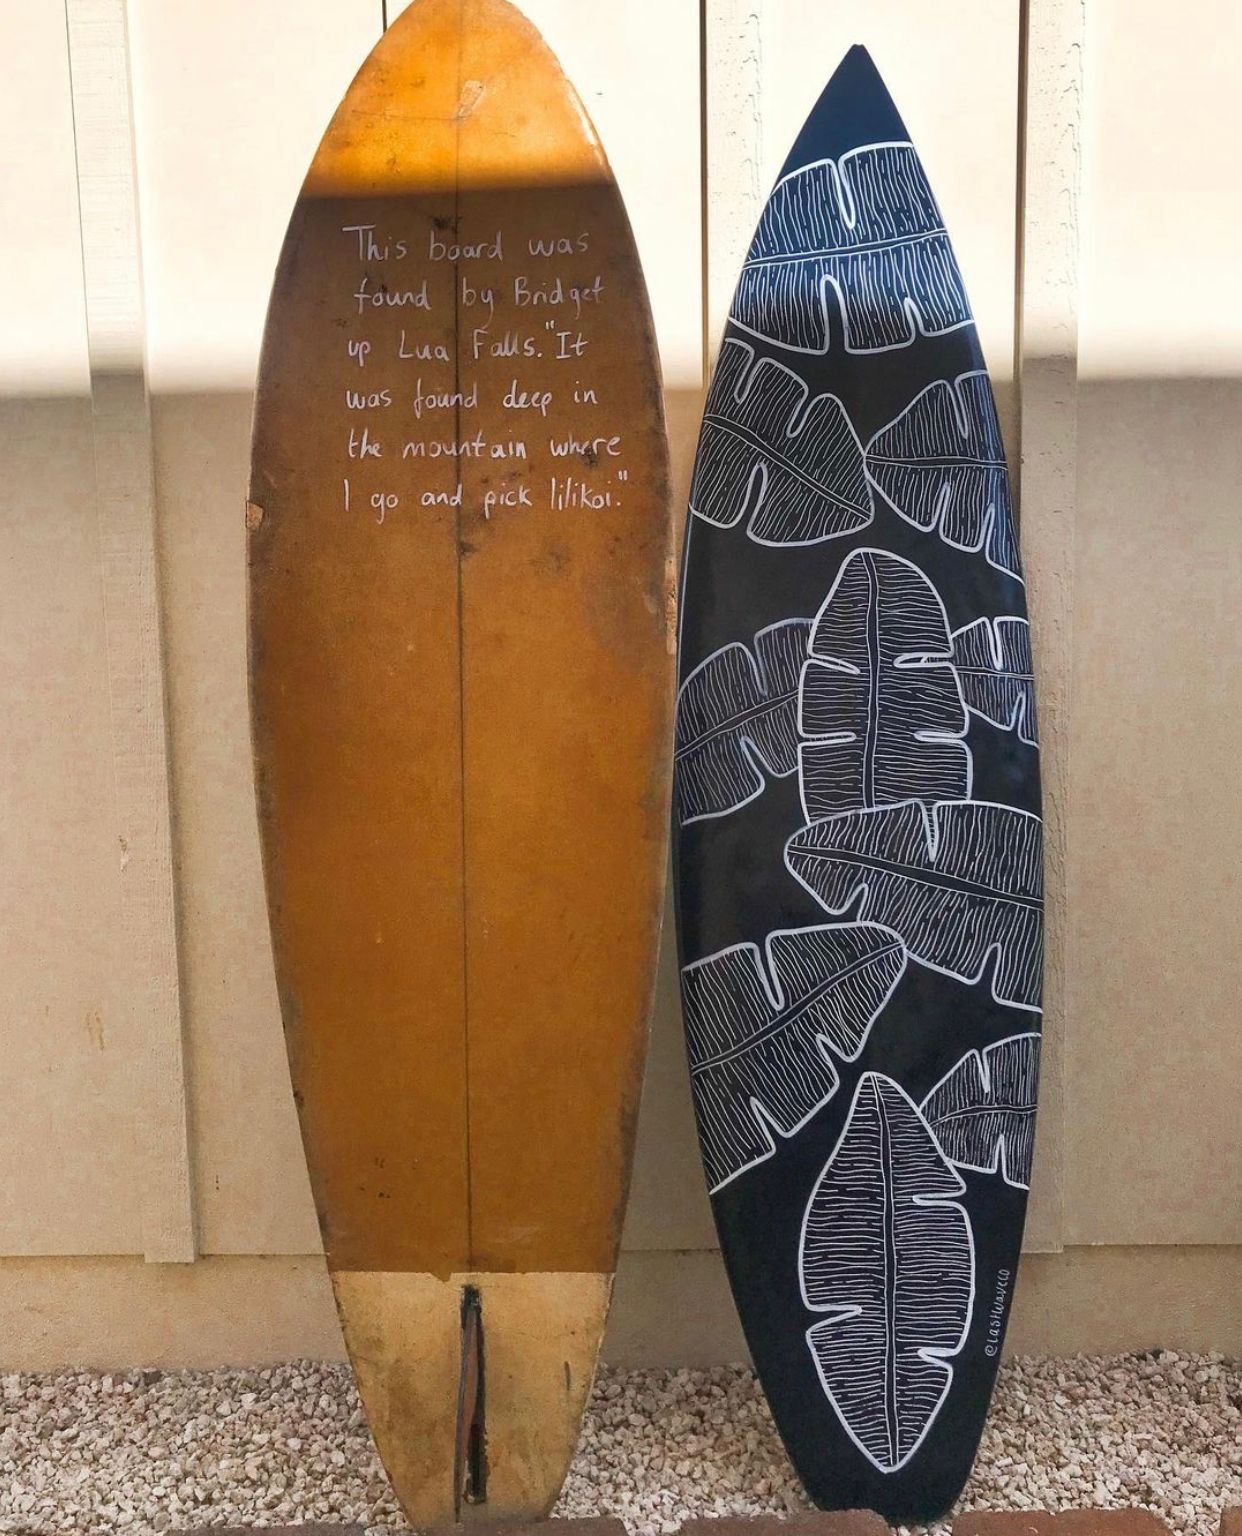 This board was
found by Bridget
up Lua Falls. "It
was found deep in
the mountain where
I go and pick lilikoi."
@LASTWAVECO